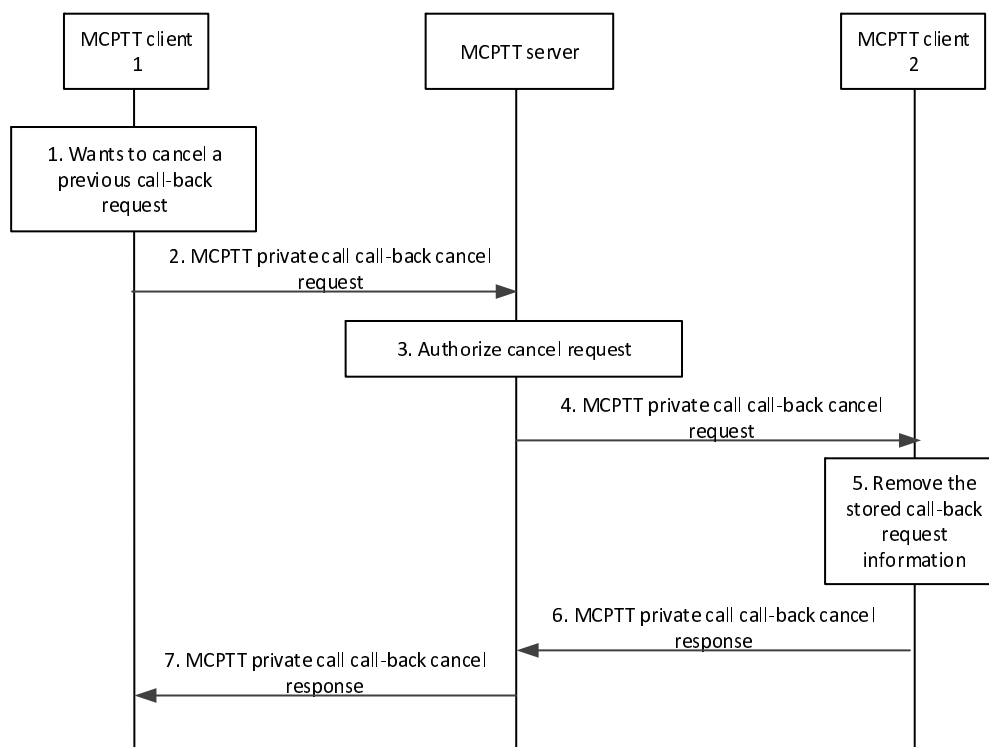 MCPTT client
1
MCPTT server
MCPTT client
2
1. Wants to cancel a
previous call-back
request
2. MCPTT private call call-back cancel
request
3. Authorize cancel request
4. MCPTT private call call-back cancel
request
5. Remove the
stored call-back
request
information
6. MCPTT private call call-back cancel
response
7. MCPTT private call call-back cancel
response